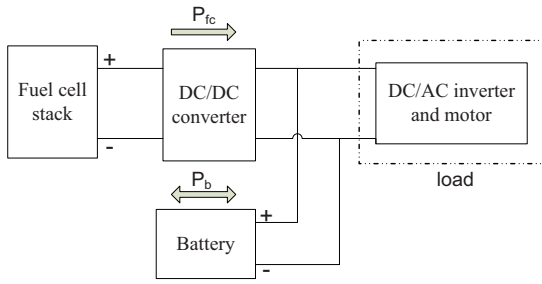 P_fc
+
Fuel cell
stack
-
DC/DC
converter
DC/AC inverter
and motor
load
P_b
+
Battery
-